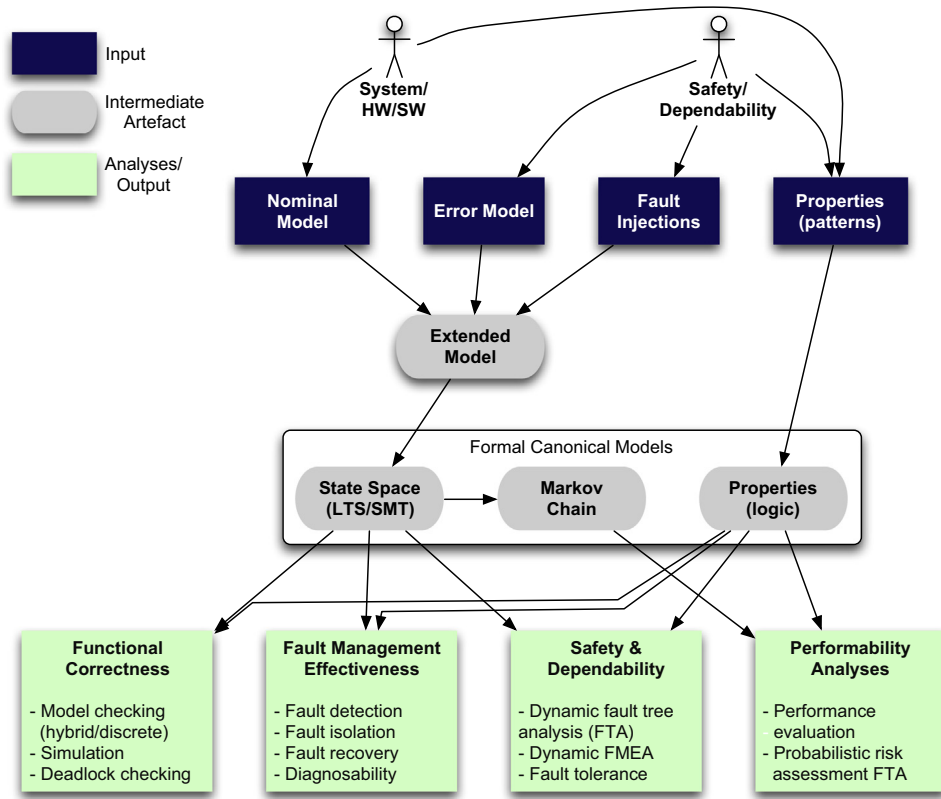 Input
Intermediate
Artefact
Analyses/
Output
System/
HW/SW
Safety/
Dependability
Nominal
Model
Error Model
Fault
Injections
Properties
(patterns)
Extended
Model
Formal Canonical Models
State Space
(LTS/SMT)
Markov
Chain
Properties
(logic)
Functional
Correctness
- Model checking
(hybrid/discrete)
- Simulation
- Deadlock checking
Fault Management
Effectiveness
- Fault detection
- Fault isolation
- Fault recovery
- Diagnosability
Safety &
Dependability
- Dynamic fault tree
analysis (FTA)
- Dynamic FMEA
- Fault tolerance
Performability
Analyses
- Performance
evaluation
- Probabilistic risk
assessment FTA